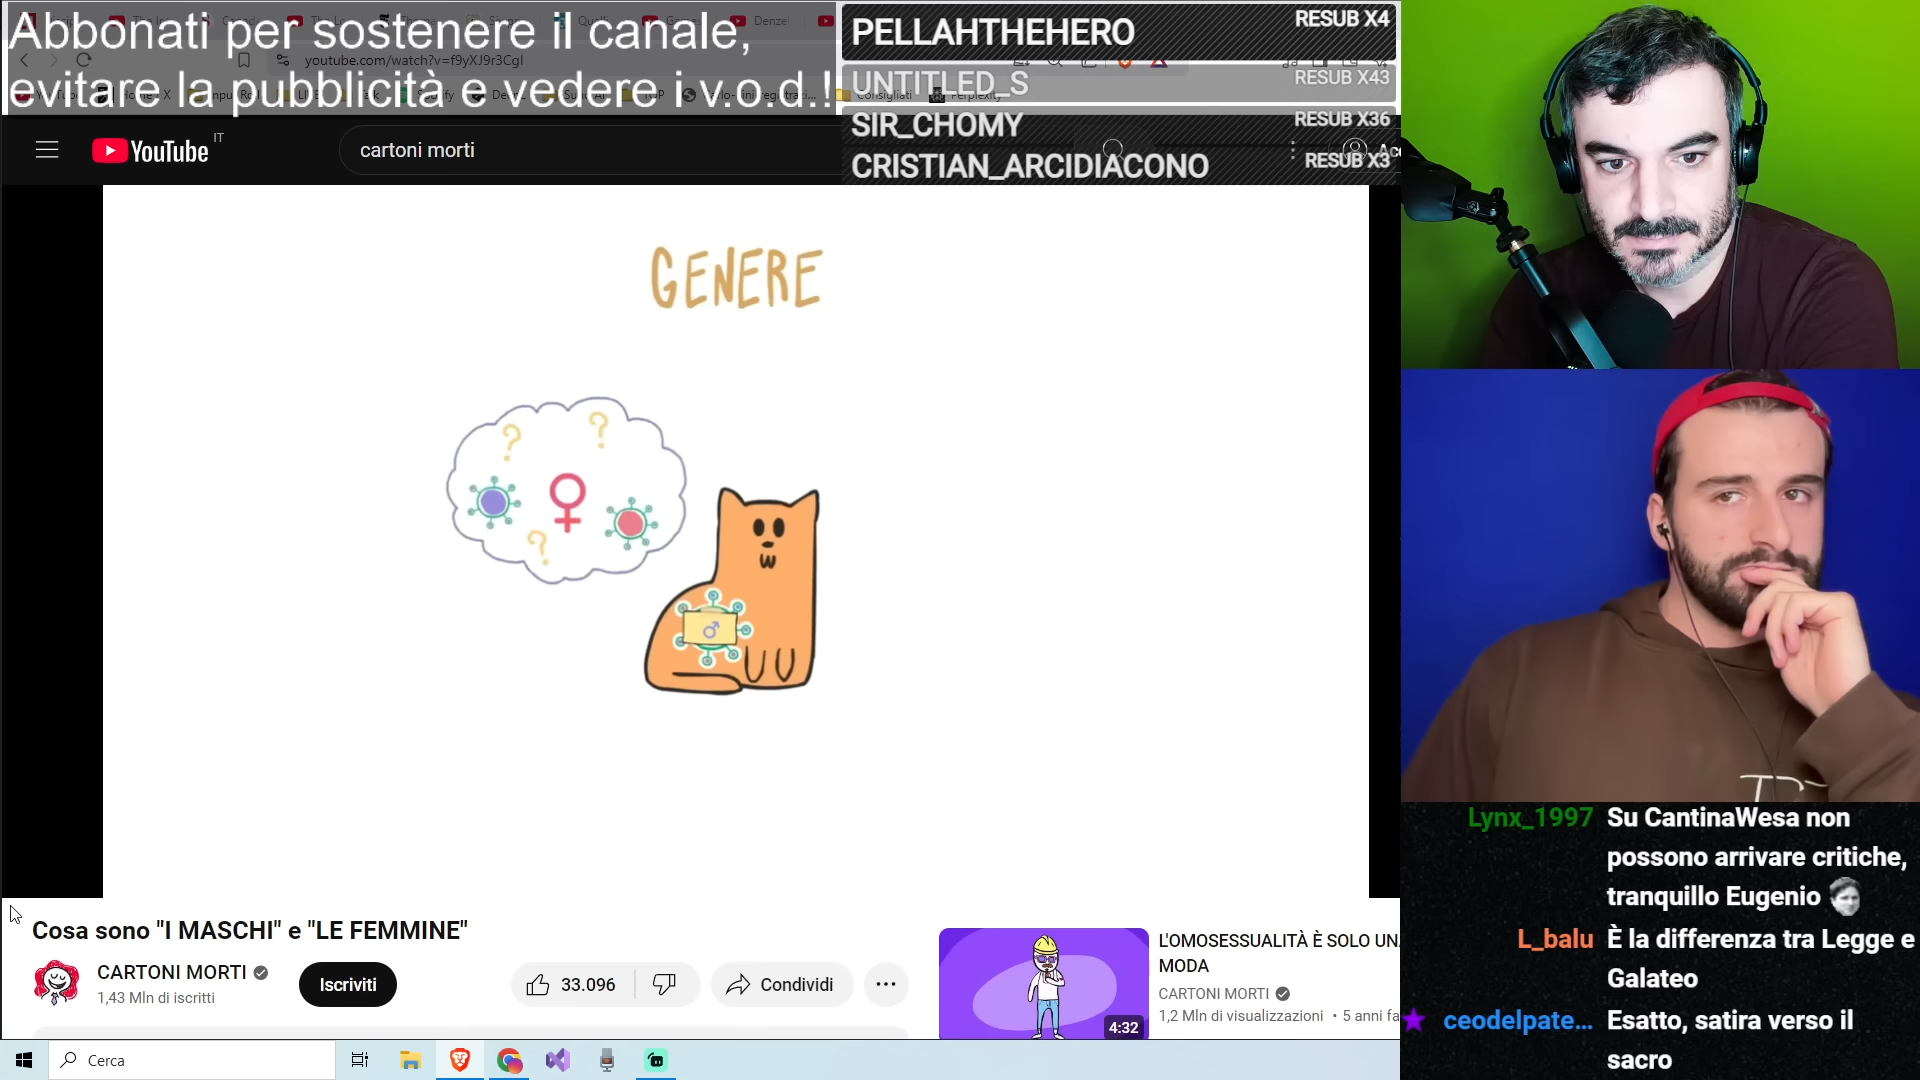 Abbonati per sostenere il canale,
evitare la pubblicità e vedere i v.o.d.!
youtube.com/watch?v=f9yXJ9r3CgI
PELLAHTHEHERO RESUB X4
UNTITLED_S RESUB X43
SIR_CHOMY RESUB X36
CRISTIAN_ARCIDIACONO RESUB X3
YouTube IT
cartoni morti
GENERE
? ?
?
Cosa sono "I MASCHI" e "LE FEMMINE"
CARTONI MORTI
1,43 Mln di iscritti
Iscriviti
33.096
Condividi
4:32
L'OMOSESSUALITÀ È SOLO UN
MODA
CARTONI MORTI
1,2 Mln di visualizzazioni • 5 anni fa
Cerca
Lynx_1997 Su CantinaWesa non
possono arrivare critiche,
tranquillo Eugenio
L_balu È la differenza tra Legge e
Galateo
ceodelpate... Esatto, satira verso il
sacro